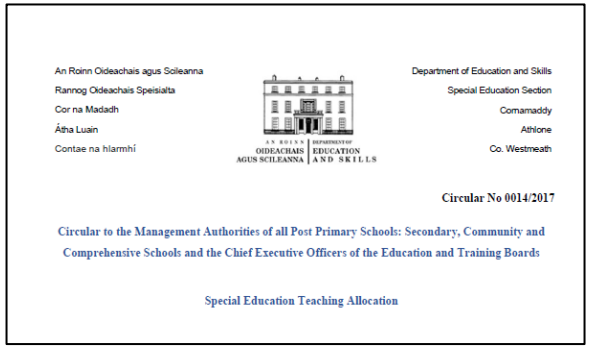 An Roinn Oideachais agus Scileanna
Rannog Oideachais Speisialta
Cor na Madadh
Átha Luain
Contae na hIarmhí
Department of Education and Skills
Special Education Section
Cornamaddy
Athlone
Co. Westmeath
AN ROINN
OIDEACHAIS
AGUS SCILEANNA
DEPARTMENT OF
EDUCATION
AND SKILLS
Circular No 0014/2017
Circular to the Management Authorities of all Post Primary Schools: Secondary, Community and
Comprehensive Schools and the Chief Executive Officers of the Education and Training Boards
Special Education Teaching Allocation